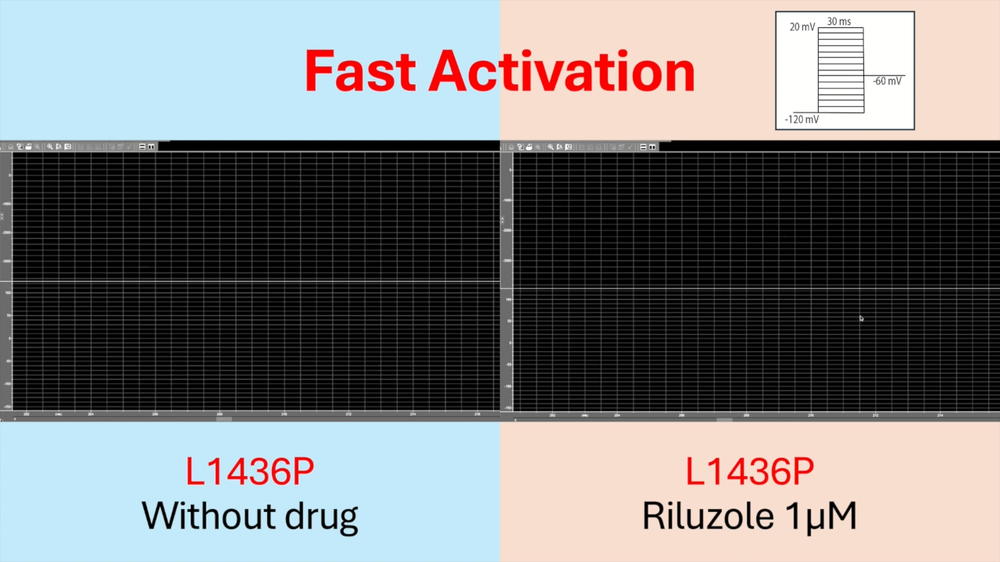 Fast Activation
30 ms
20 mV
-60 mV
-120 mV
L1436P
Without drug
L1436P
Riluzole 1µM